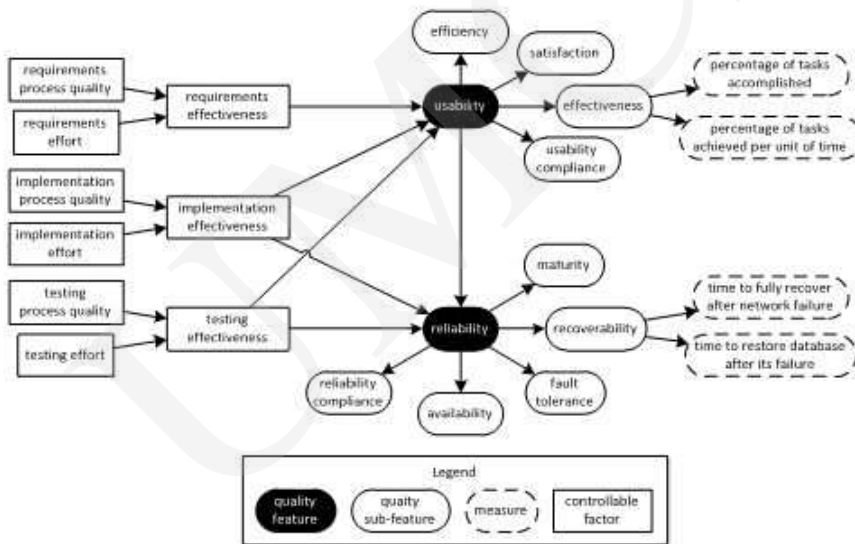 efficiency
satisfaction
percentage of tasks
accomplished
requirements
process quality
requirements
effectiveness
usability
effectiveness
requirements
effort
percentage of tasks
achieved per unit of time
usability
compliance
implementation
process quality
implementation
effectiveness
implementation
effort
maturity
testing
process quality
time to fully recover
after network failure
testing
effectiveness
reliability
recoverability
testing effort
time to restore database
after its failure
reliability
compliance
availability
fault
tolerance
Legend
quality
feature
quaity
sub-feature
measure
controllable
factor
UMCS